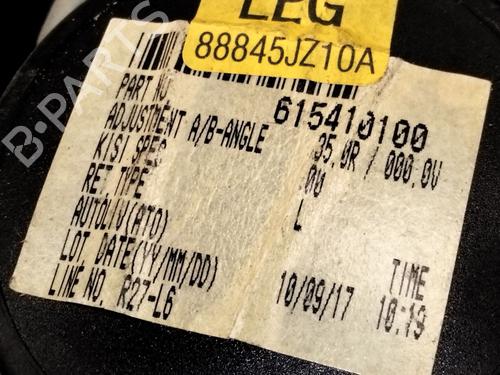 LEG
88845JZ10A
PART NO 615410100
ADJUSTMENT A/B-ANGLE 35.0R / 000.0V
KISI SPEC 00
RET TYPE L
AUTOLIV(ATO)
LOT, DATE(YY/MM/DD) 10/09/17 TIME
LINE NO. R27-L6 10:19
B-PARTS